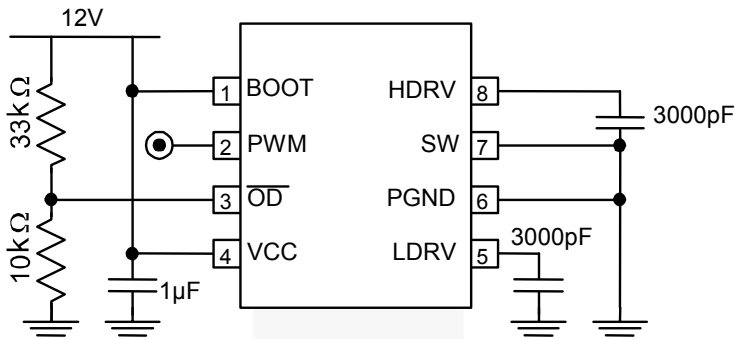 12V
33kΩ
10kΩ
1µF
1 BOOT
2 PWM
3 OD
4 VCC
HDRV 8
SW 7
PGND 6
LDRV 5
3000pF
3000pF